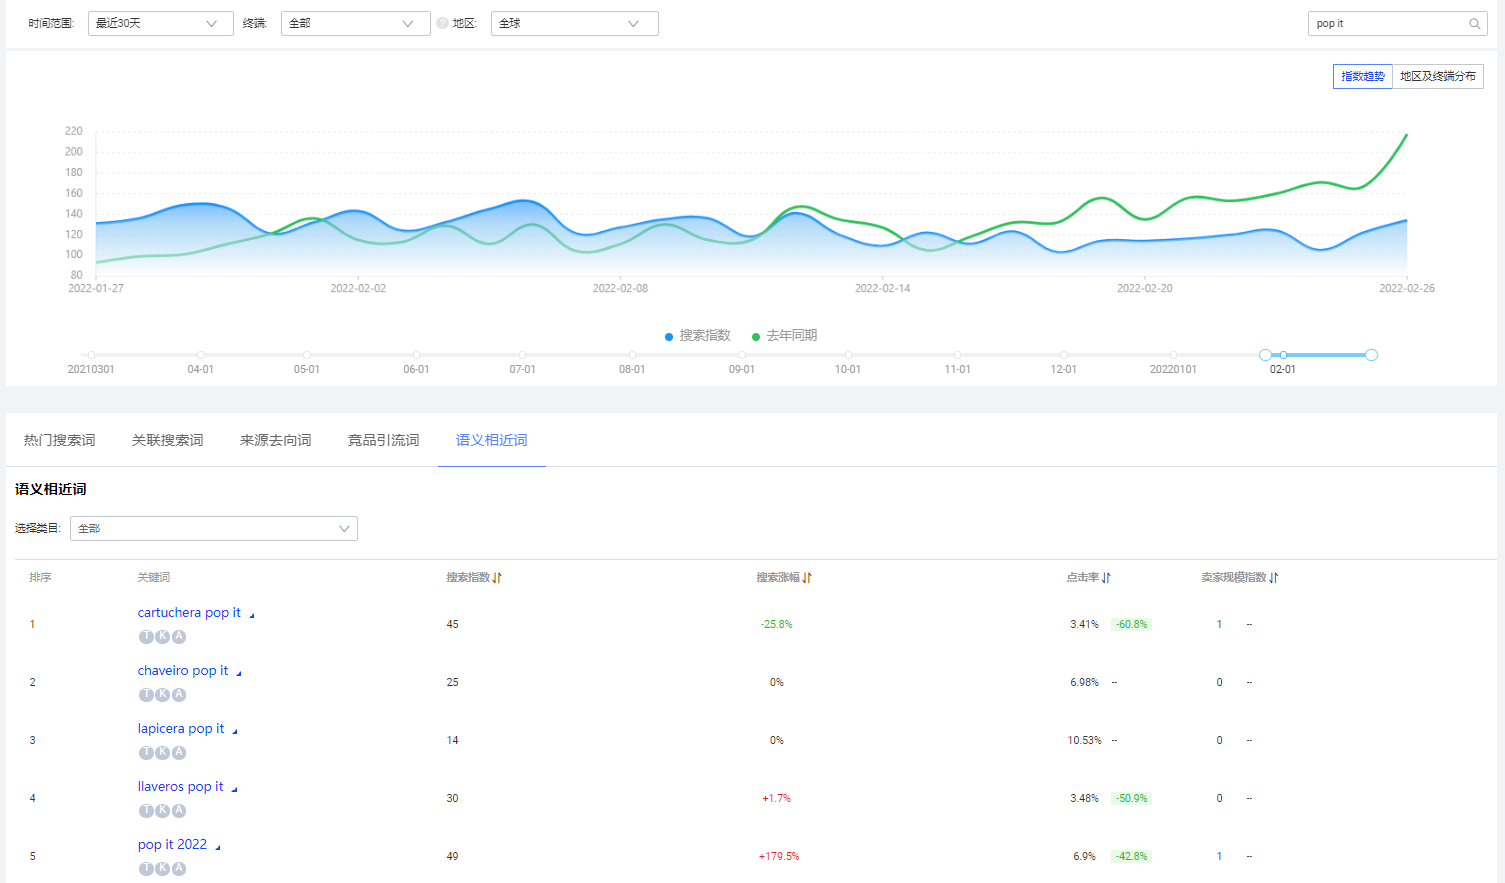 时间范围: 最近30天 终端: 全部 ? 地区: 全球 pop it
指数趋势 地区及终端分布
220
200
180
160
140
120
100
80
2022-01-27 2022-02-02 2022-02-08 2022-02-14 2022-02-20 2022-02-26
搜索指数 去年同期
20210301 04-01 05-01 06-01 07-01 08-01 09-01 10-01 11-01 12-01 20220101 02-01
热门搜索词 关联搜索词 来源去向词 竞品引流词 语义相近词
语义相近词
选择类目: 全部
排序 关键词 搜索指数 搜索涨幅 点击率 卖家规模指数
1 cartuchera pop it 45 -25.8% 3.41% -60.8% 1 --
T K A
2 chaveiro pop it 25 0% 6.98% -- 0 --
T K A
3 lapicera pop it 14 0% 10.53% -- 0 --
T K A
4 llaveros pop it 30 +1.7% 3.48% -50.9% 0 --
T K A
5 pop it 2022 49 +179.5% 6.9% -42.8% 1 --
T K A